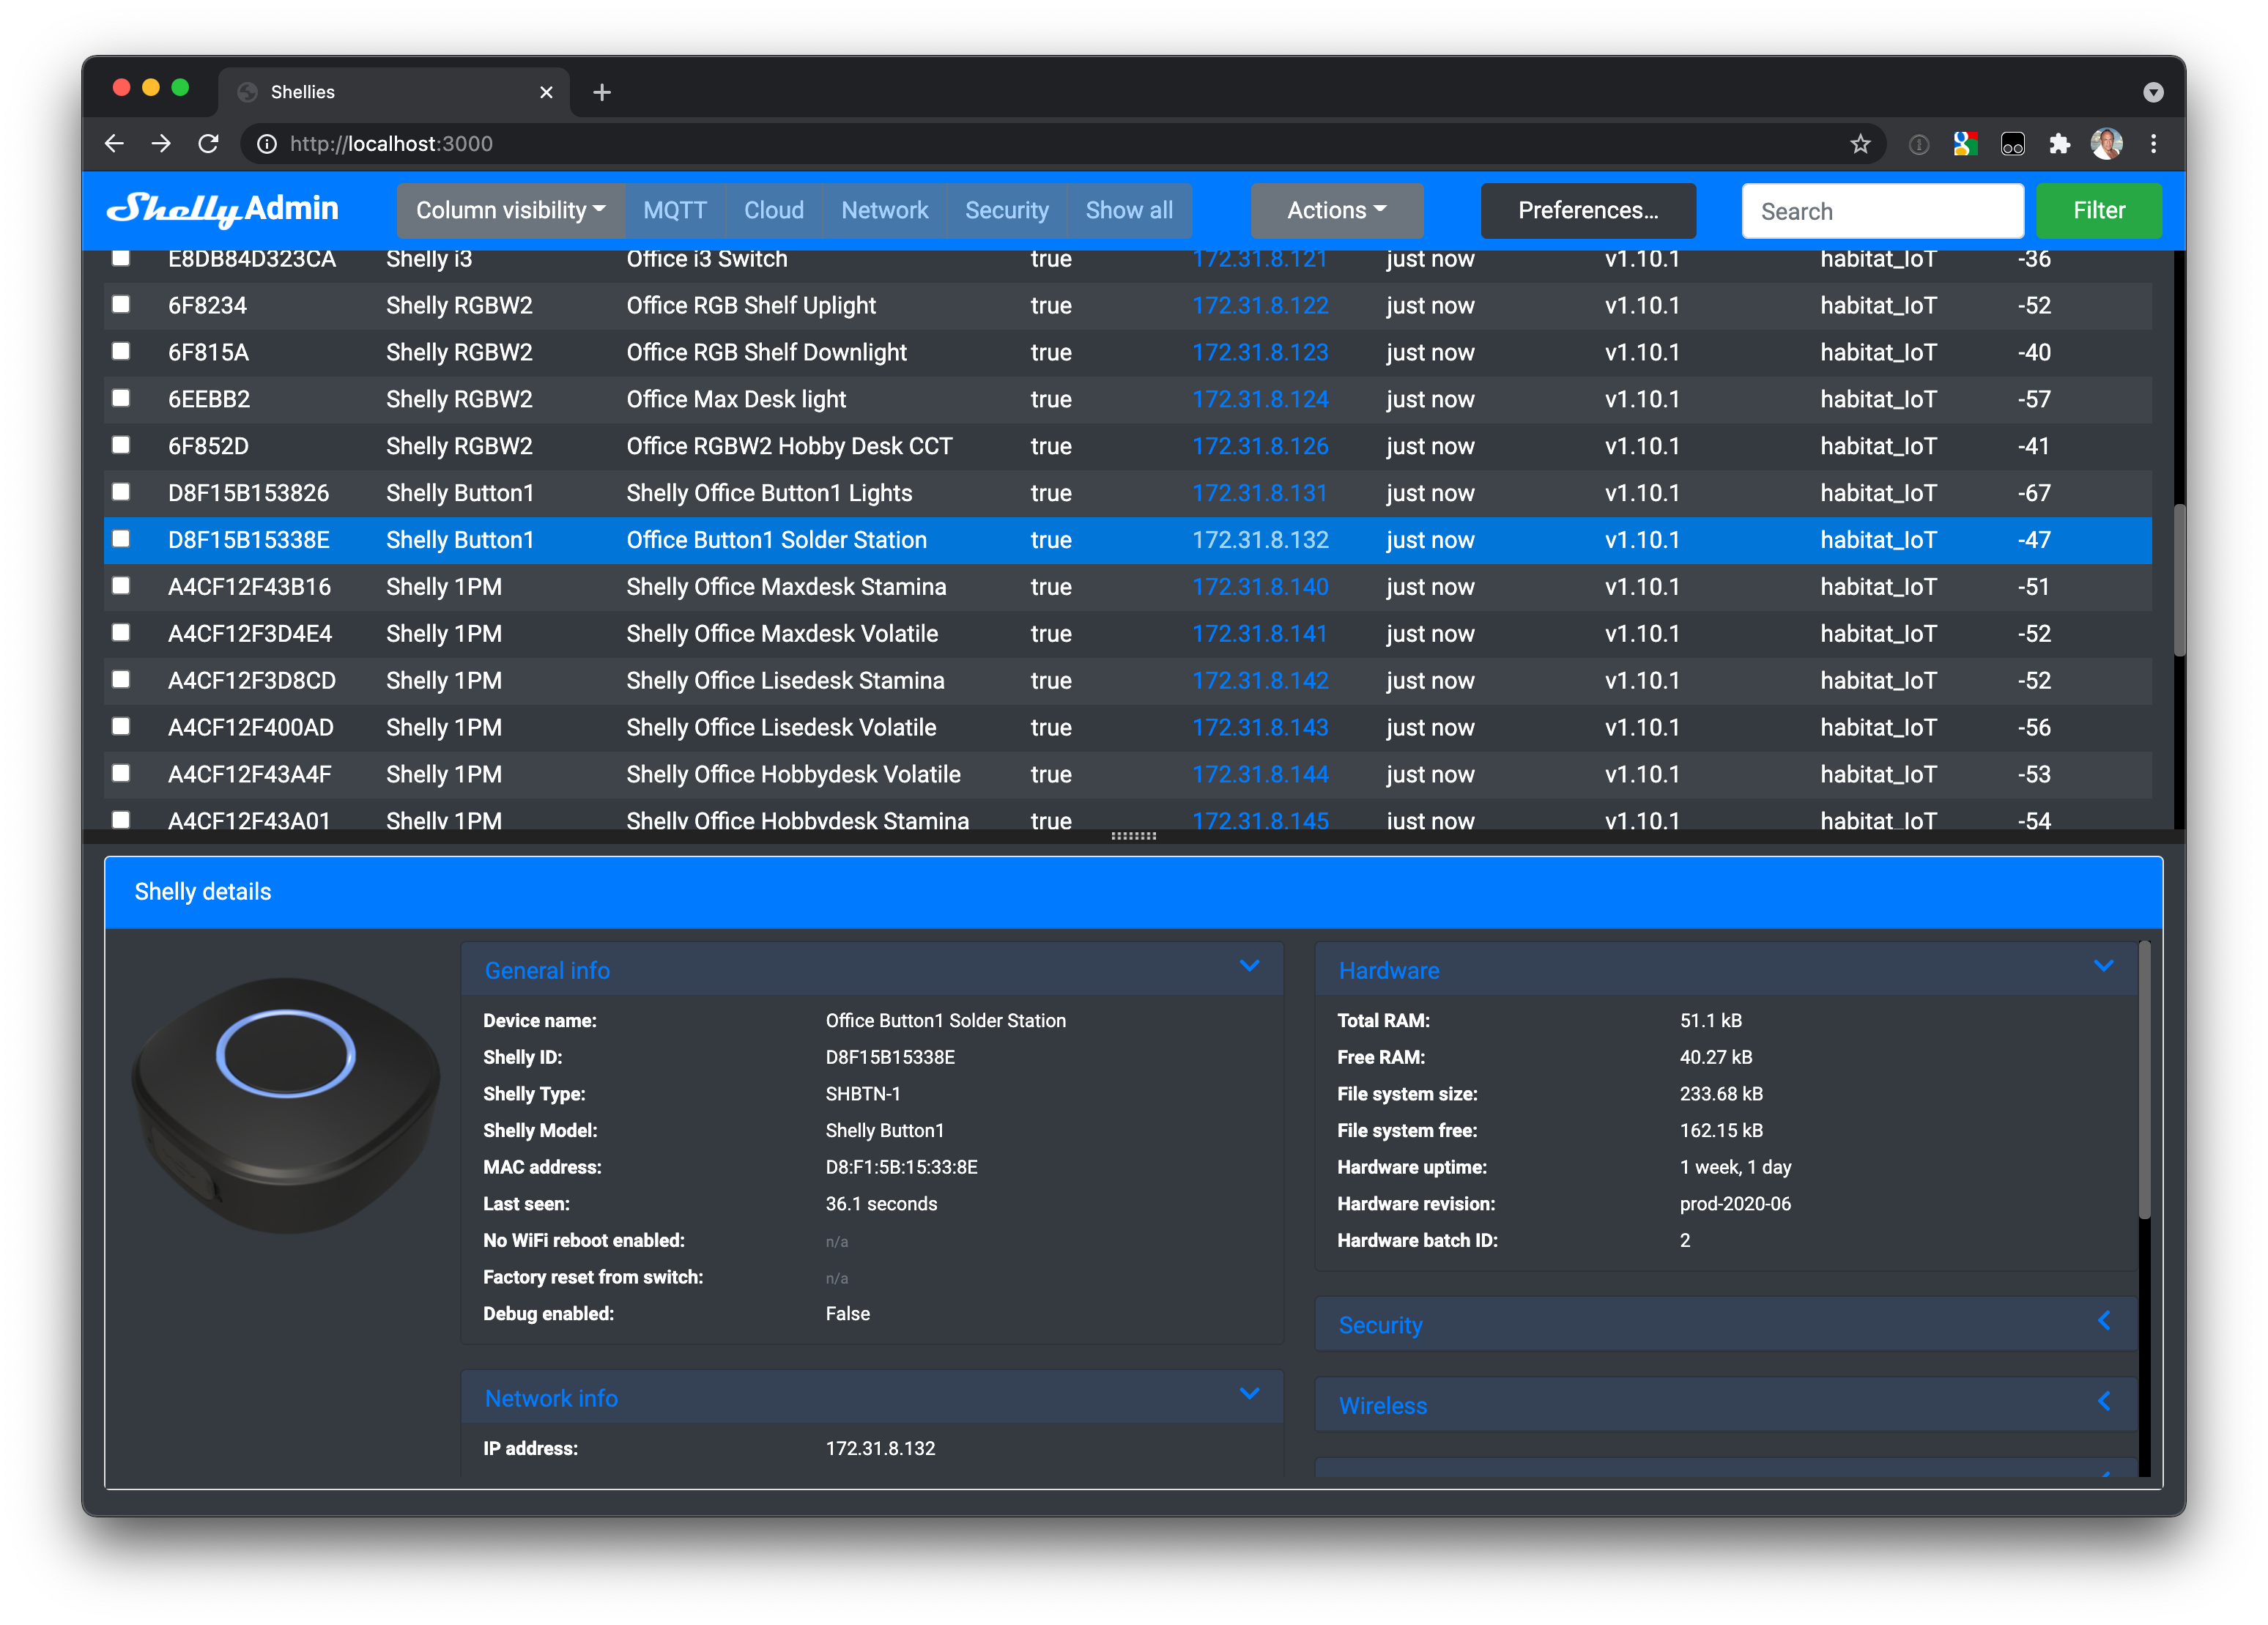 Shellies
http://localhost:3000
ShellyAdmin Column visibility MQTT Cloud Network Security Show all Actions Preferences... Search Filter
E8DB84D323CA Shelly i3 Office i3 Switch true 172.31.8.121 just now v1.10.1 habitat_IoT -36
6F8234 Shelly RGBW2 Office RGB Shelf Uplight true 172.31.8.122 just now v1.10.1 habitat_IoT -52
6F815A Shelly RGBW2 Office RGB Shelf Downlight true 172.31.8.123 just now v1.10.1 habitat_IoT -40
6EEBB2 Shelly RGBW2 Office Max Desk light true 172.31.8.124 just now v1.10.1 habitat_IoT -57
6F852D Shelly RGBW2 Office RGBW2 Hobby Desk CCT true 172.31.8.126 just now v1.10.1 habitat_IoT -41
D8F15B153826 Shelly Button1 Shelly Office Button1 Lights true 172.31.8.131 just now v1.10.1 habitat_IoT -67
D8F15B15338E Shelly Button1 Office Button1 Solder Station true 172.31.8.132 just now v1.10.1 habitat_IoT -47
A4CF12F43B16 Shelly 1PM Shelly Office Maxdesk Stamina true 172.31.8.140 just now v1.10.1 habitat_IoT -51
A4CF12F3D4E4 Shelly 1PM Shelly Office Maxdesk Volatile true 172.31.8.141 just now v1.10.1 habitat_IoT -52
A4CF12F3D8CD Shelly 1PM Shelly Office Lisedesk Stamina true 172.31.8.142 just now v1.10.1 habitat_IoT -52
A4CF12F400AD Shelly 1PM Shelly Office Lisedesk Volatile true 172.31.8.143 just now v1.10.1 habitat_IoT -56
A4CF12F43A4F Shelly 1PM Shelly Office Hobbydesk Volatile true 172.31.8.144 just now v1.10.1 habitat_IoT -53
A4CF12F43A01 Shelly 1PM Shelly Office Hobbydesk Stamina true 172.31.8.145 just now v1.10.1 habitat_IoT -54
Shelly details
General info
Device name: Office Button1 Solder Station
Shelly ID: D8F15B15338E
Shelly Type: SHBTN-1
Shelly Model: Shelly Button1
MAC address: D8:F1:5B:15:33:8E
Last seen: 36.1 seconds
No WiFi reboot enabled: n/a
Factory reset from switch: n/a
Debug enabled: False
Network info
IP address: 172.31.8.132
Hardware
Total RAM: 51.1 kB
Free RAM: 40.27 kB
File system size: 233.68 kB
File system free: 162.15 kB
Hardware uptime: 1 week, 1 day
Hardware revision: prod-2020-06
Hardware batch ID: 2
Security
Wireless